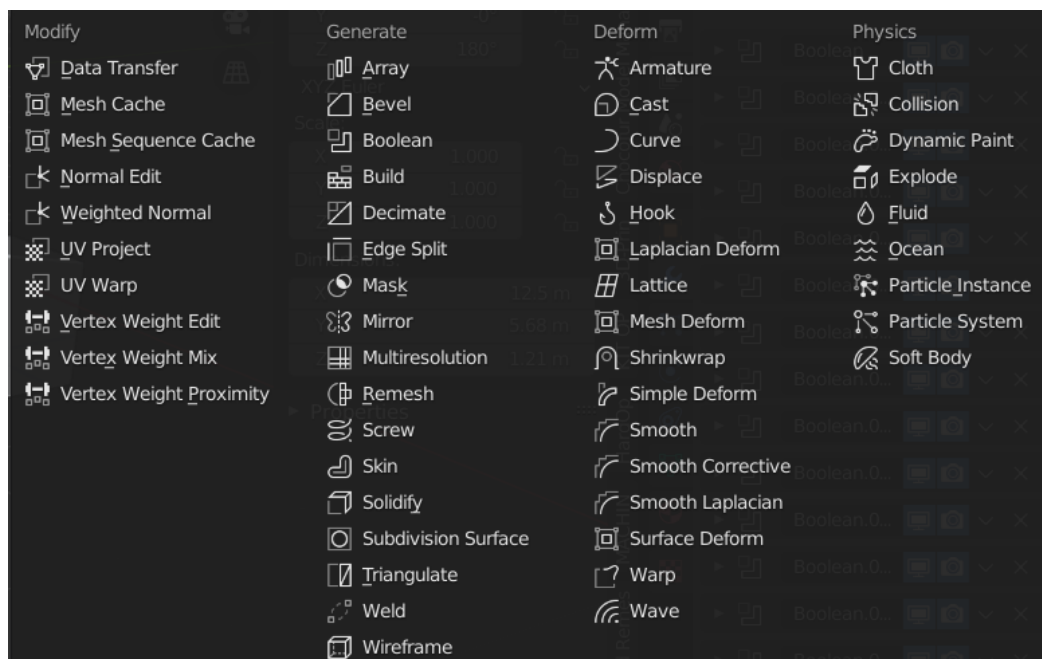 Modify
Data Transfer
Mesh Cache
Mesh Sequence Cache
Normal Edit
Weighted Normal
UV Project
UV Warp
Vertex Weight Edit
Vertex Weight Mix
Vertex Weight Proximity
Generate
Array
Bevel
Boolean
Build
Decimate
Edge Split
Mask
Mirror
Multiresolution
Remesh
Screw
Skin
Solidify
Subdivision Surface
Triangulate
Weld
Wireframe
Deform
Armature
Cast
Curve
Displace
Hook
Laplacian Deform
Lattice
Mesh Deform
Shrinkwrap
Simple Deform
Smooth
Smooth Corrective
Smooth Laplacian
Surface Deform
Warp
Wave
Physics
Cloth
Collision
Dynamic Paint
Explode
Fluid
Ocean
Particle Instance
Particle System
Soft Body